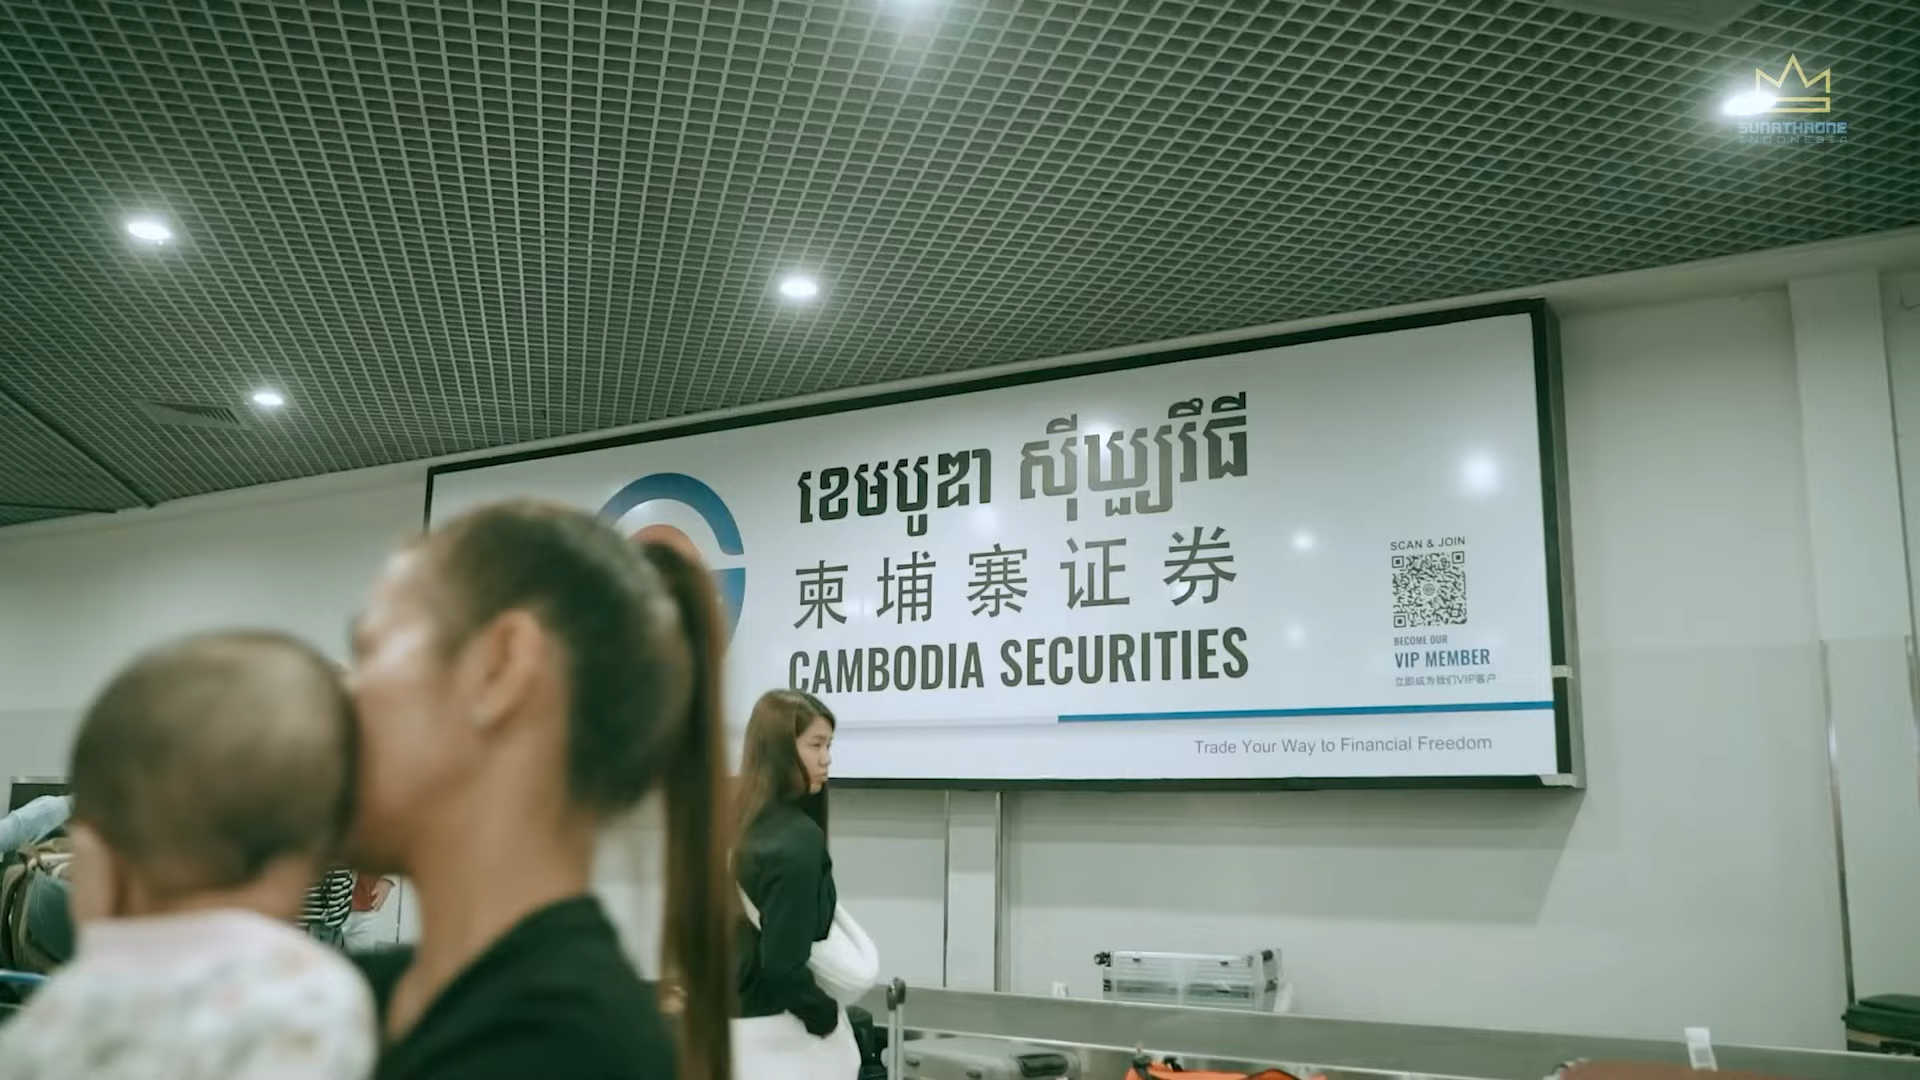 SUNATHRONE
INDONESIA
ខេមបូឌា ស៊ីឃ្យួរឹធី
柬埔寨证券
CAMBODIA SECURITIES
SCAN & JOIN
BECOME OUR
VIP MEMBER
立即成为我们VIP客户
Trade Your Way to Financial Freedom